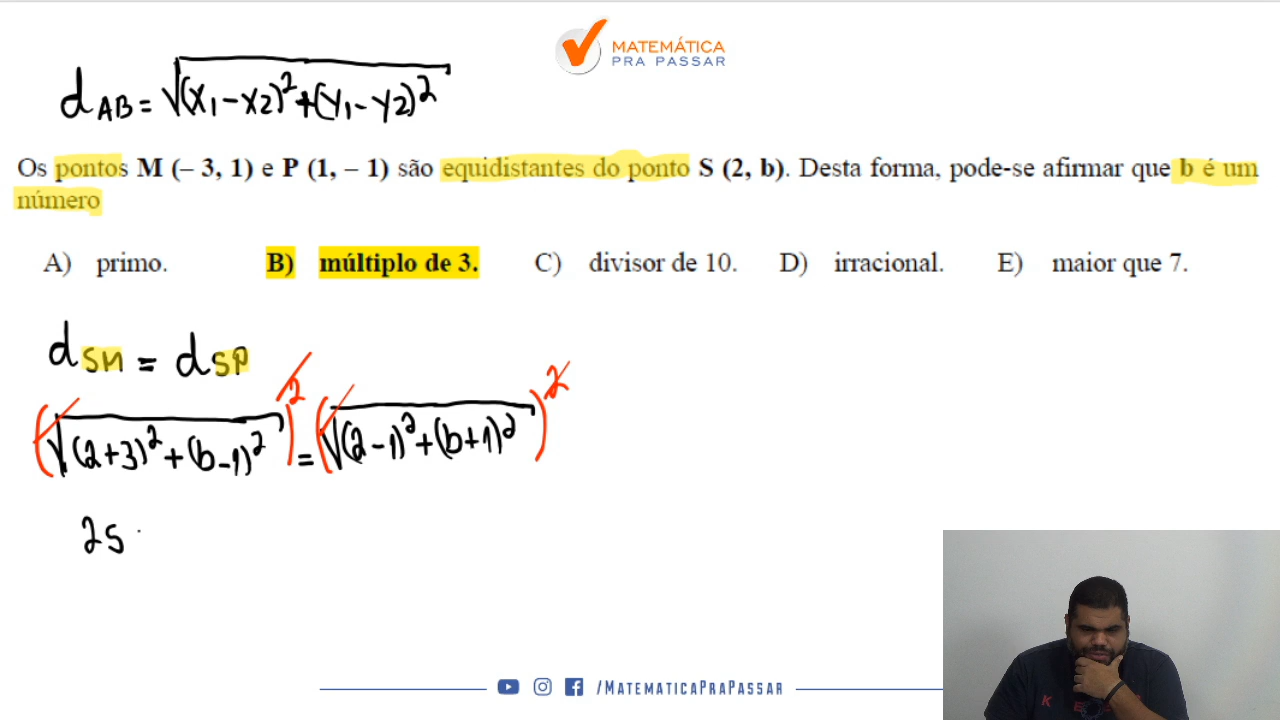 MATEMÁTICA
PRA PASSAR
dAB = √(x1-x2)²+(y1-y2)²
Os pontos M (– 3, 1) e P (1, – 1) são equidistantes do ponto S (2, b). Desta forma, pode-se afirmar que b é um
número
A) primo. B) múltiplo de 3. C) divisor de 10. D) irracional. E) maior que 7.
dSM = dSP
(√(2+3)²+(b-1)²)² = (√(2-1)²+(b+1)²)²
25
/MATEMATICAPRAPASSAR